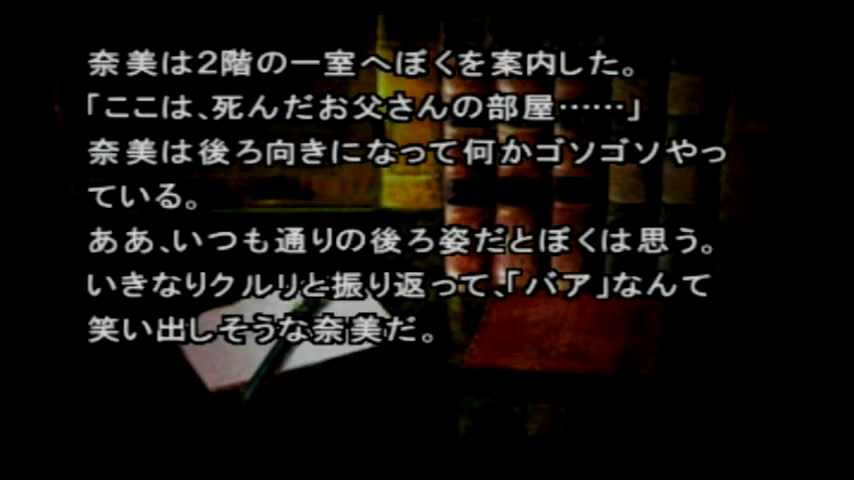 奈美は２階の一室へぼくを案内した。
「ここは、死んだお父さんの部屋……」
奈美は後ろ向きになって何かゴソゴソやっ
ている。
ああ、いつも通りの後ろ姿だとぼくは思う。
いきなりクルリと振り返って、「バア」なんて
笑い出しそうな奈美だ。